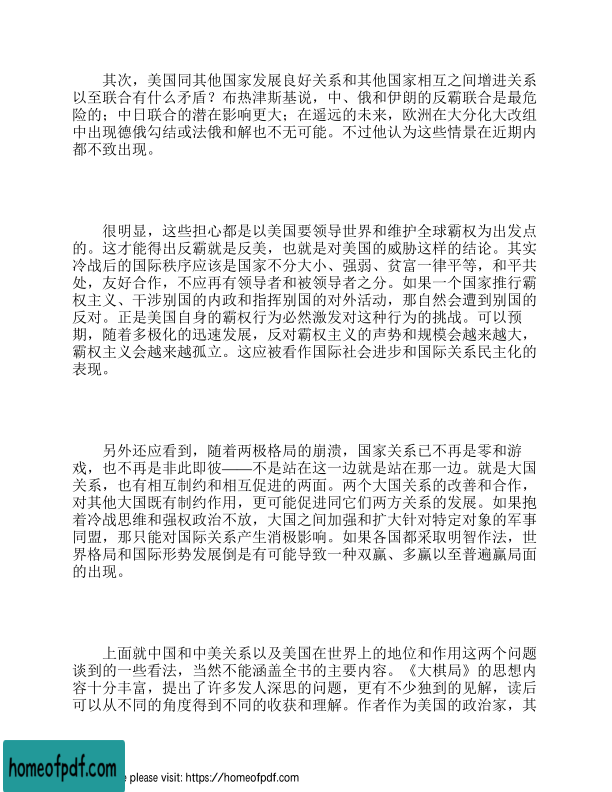 其次，美国同其他国家发展良好关系和其他国家相互之间增进关系
以至联合有什么矛盾？布热津斯基说，中、俄和伊朗的反霸联合是最危
险的；中日联合的潜在影响更大；在遥远的未来，欧洲在大分化大改组
中出现德俄勾结或法俄和解也不无可能。不过他认为这些情景在近期内
都不致出现。
很明显，这些担心都是以美国要领导世界和维护全球霸权为出发点
的。这才能得出反霸就是反美，也就是对美国的威胁这样的结论。其实
冷战后的国际秩序应该是国家不分大小、强弱、贫富一律平等，和平共
处，友好合作，不应再有领导者和被领导者之分。如果一个国家推行霸
权主义、干涉别国的内政和指挥别国的对外活动，那自然会遭到别国的
反对。正是美国自身的霸权行为必然激发对这种行为的挑战。可以预
期，随着多极化的迅速发展，反对霸权主义的声势和规模会越来越大，
霸权主义会越来越孤立。这应被看作国际社会进步和国际关系民主化的
表现。
另外还应看到，随着两极格局的崩溃，国家关系已不再是零和游
戏，也不再是非此即彼——不是站在这一边就是站在那一边。就是大国
关系，也有相互制约和相互促进的两面。两个大国关系的改善和合作，
对其他大国既有制约作用，更可能促进同它们两方关系的发展。如果抱
着冷战思维和强权政治不放，大国之间加强和扩大针对特定对象的军事
同盟，那只能对国际关系产生消极影响。如果各国都采取明智作法，世
界格局和国际形势发展倒是有可能导致一种双赢、多赢以至普遍赢局面
的出现。
上面就中国和中美关系以及美国在世界上的地位和作用这两个问题
谈到的一些看法，当然不能涵盖全书的主要内容。《大棋局》的思想内
容十分丰富，提出了许多发人深思的问题，更有不少独到的见解，读后
可以从不同的角度得到不同的收获和理解。作者作为美国的政治家，其
homeofpdf.com
please visit: https://homeofpdf.com